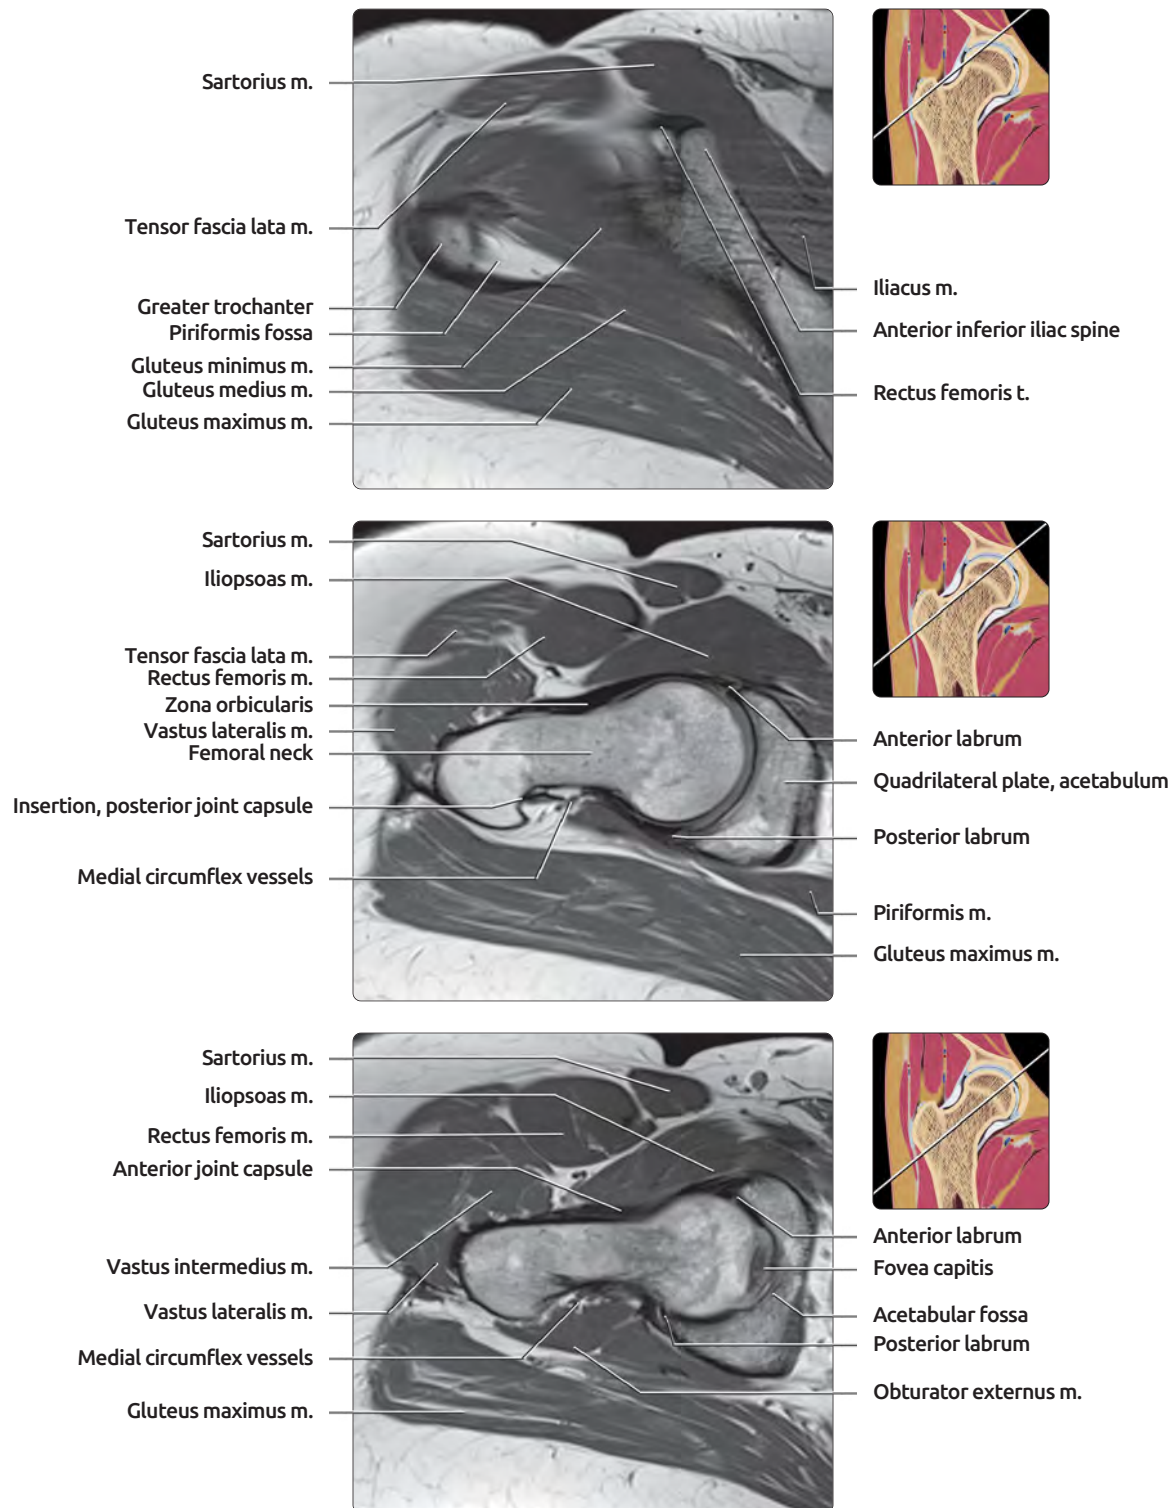 Sartorius m.
Tensor fascia lata m.
Greater trochanter
Piriformis fossa
Gluteus minimus m.
Gluteus medius m.
Gluteus maximus m.
Iliacus m.
Anterior inferior iliac spine
Rectus femoris t.
Sartorius m.
Iliopsoas m.
Tensor fascia lata m.
Rectus femoris m.
Zona orbicularis
Vastus lateralis m.
Femoral neck
Insertion, posterior joint capsule
Medial circumflex vessels
Anterior labrum
Quadrilateral plate, acetabulum
Posterior labrum
Piriformis m.
Gluteus maximus m.
Sartorius m.
Iliopsoas m.
Rectus femoris m.
Anterior joint capsule
Vastus intermedius m.
Vastus lateralis m.
Medial circumflex vessels
Gluteus maximus m.
Anterior labrum
Fovea capitis
Acetabular fossa
Posterior labrum
Obturator externus m.